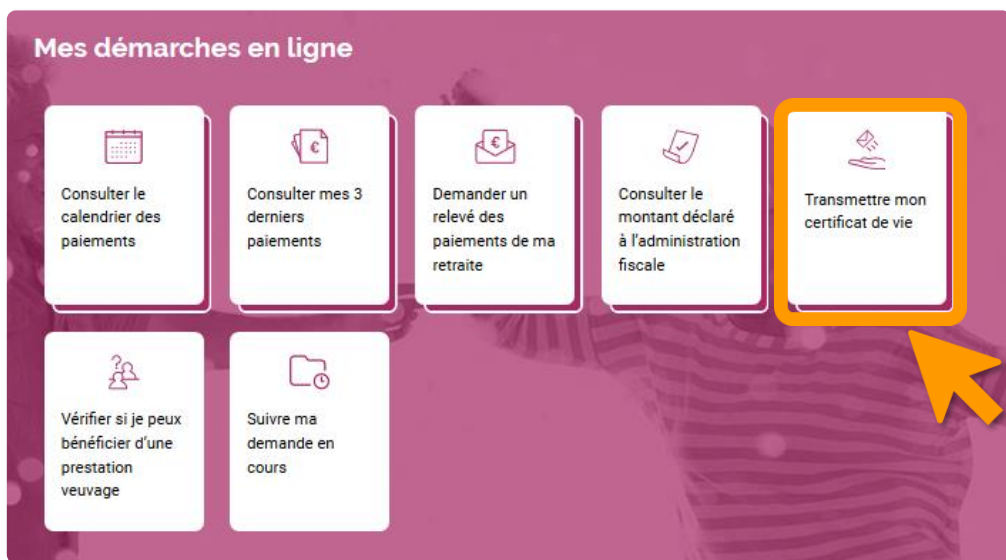 Mes démarches en ligne
Consulter le
calendrier des
paiements
Consulter mes 3
derniers
paiements
Demander un
relevé des
paiements de ma
retraite
Consulter le
montant déclaré
à l'administration
fiscale
Transmettre mon
certificat de vie
Vérifier si je peux
bénéficier d'une
prestation
veuvage
Suivre ma
demande en
cours